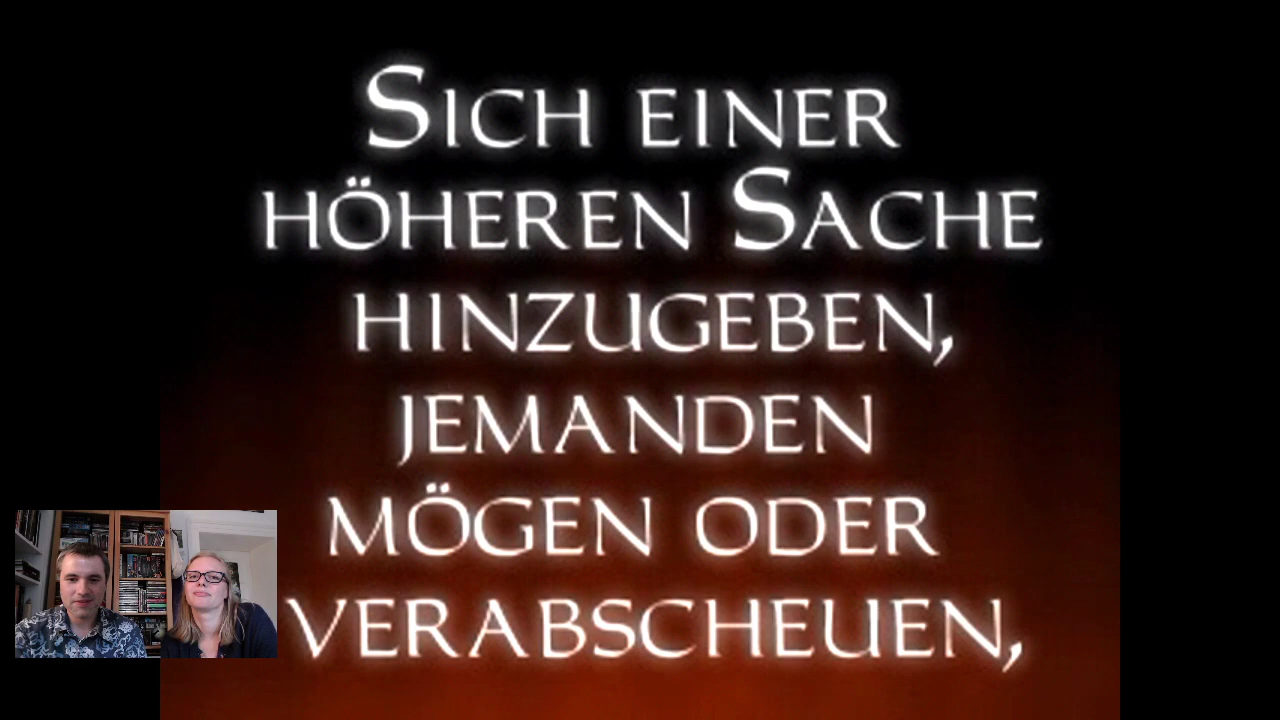 Sich einer
höheren Sache
hinzugeben,
jemanden
mögen oder
verabscheuen,